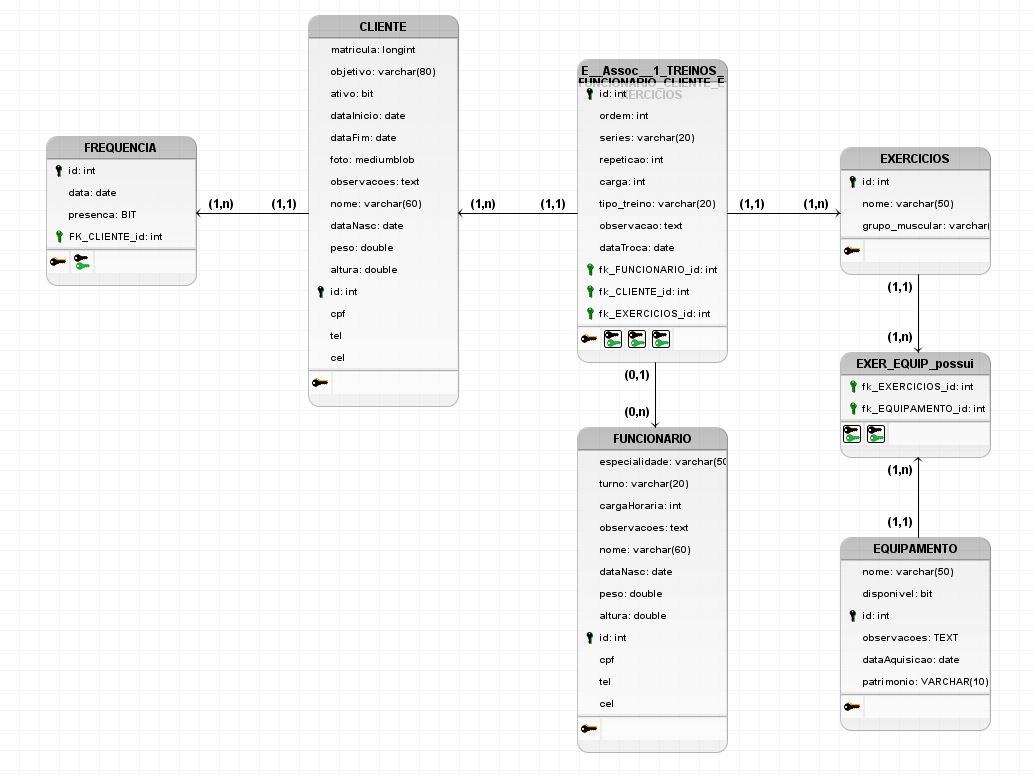 FREQUENCIA
id: int
data: date
presenca: BIT
FK_CLIENTE_id: int
(1,n)
(1,1)
CLIENTE
matricula: longint
objetivo: varchar(80)
ativo: bit
dataInicio: date
dataFim: date
foto: mediumblob
observacoes: text
nome: varchar(60)
dataNasc: date
peso: double
altura: double
id: int
cpf
tel
cel
(1,n)
(1,1)
E__Assoc__1_TREINOS_
FUNCIONARIO_CLIENTE_E
XERCICIOS
id: int
ordem: int
series: varchar(20)
repeticao: int
carga: int
tipo_treino: varchar(20)
observacao: text
dataTroca: date
fk_FUNCIONARIO_id: int
fk_CLIENTE_id: int
fk_EXERCICIOS_id: int
(0,1)
(0,n)
FUNCIONARIO
especialidade: varchar(50
turno: varchar(20)
cargaHoraria: int
observacoes: text
nome: varchar(60)
dataNasc: date
peso: double
altura: double
id: int
cpf
tel
cel
(1,1)
(1,n)
EXERCICIOS
id: int
nome: varchar(50)
grupo_muscular: varchar(
(1,1)
(1,n)
EXER_EQUIP_possui
fk_EXERCICIOS_id: int
fk_EQUIPAMENTO_id: int
(1,n)
(1,1)
EQUIPAMENTO
nome: varchar(50)
disponivel: bit
id: int
observacoes: TEXT
dataAquisicao: date
patrimonio: VARCHAR(10)